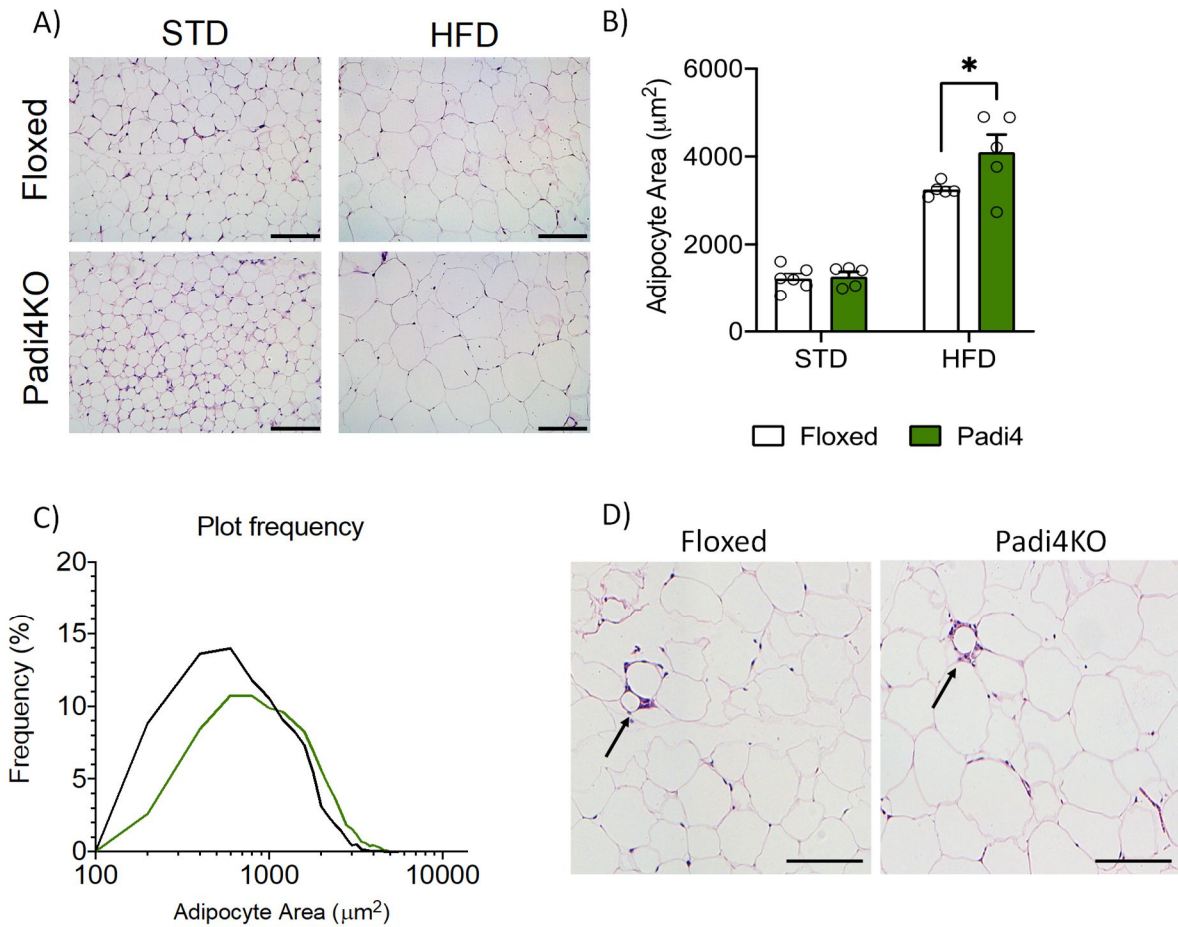 A)
STD
HFD
Floxed
Padi4KO
B)
Adipocyte Area (μm²)
6000
4000
2000
0
*
STD
HFD
Floxed
Padi4
C)
Plot frequency
Frequency (%)
20
15
10
5
0
100
1000
10000
Adipocyte Area (μm²)
D)
Floxed
Padi4KO